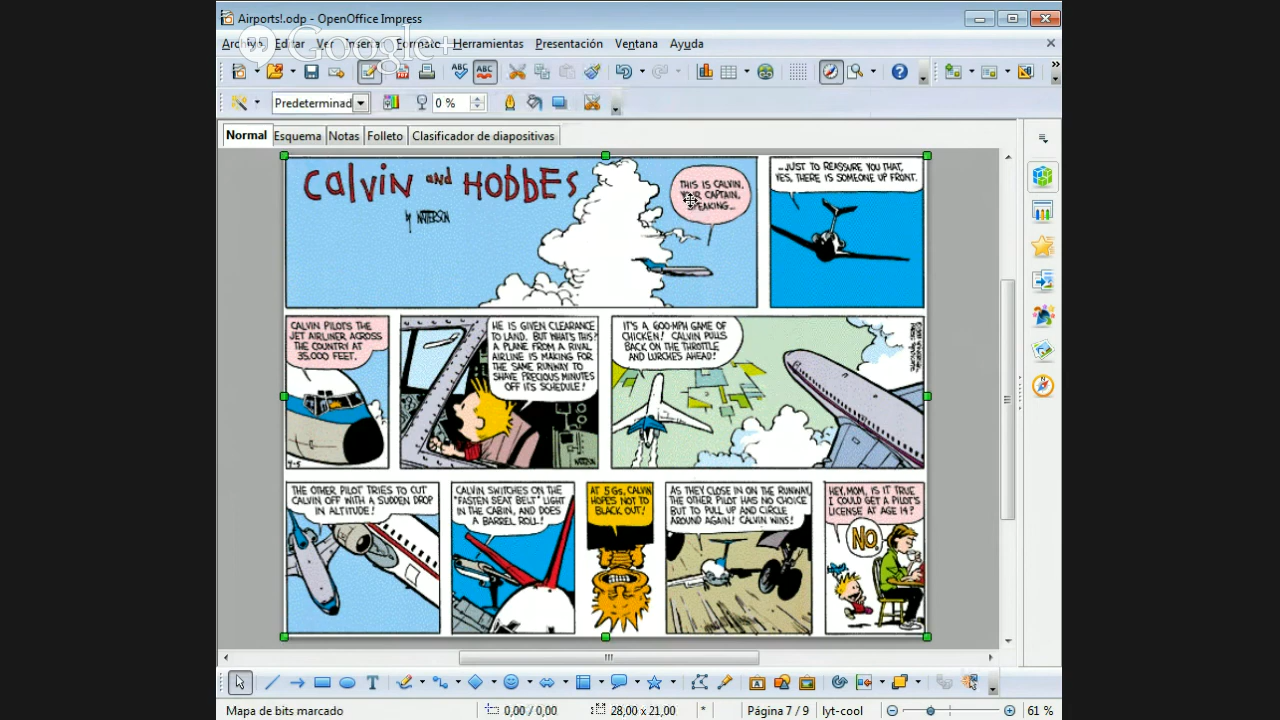 Airports!.odp - OpenOffice Impress
Google+
Archivo Editar Ver Insertar Formato Herramientas Presentación Ventana Ayuda
Predeterminad 0 %
Normal Esquema Notas Folleto Clasificador de diapositivas
CALVIN AND HOBBES
by WATTERSON
THIS IS CALVIN,
YOUR CAPTAIN,
SPEAKING...
...JUST TO REASSURE YOU THAT,
YES, THERE IS SOMEONE UP FRONT.
CALVIN PILOTS THE
JET AIRLINER ACROSS
THE COUNTRY AT
35,000 FEET.
HE IS GIVEN CLEARANCE
TO LAND. BUT WHAT'S THIS?
A PLANE FROM A RIVAL
AIRLINE IS MAKING FOR
THE SAME RUNWAY TO
SHAVE PRECIOUS MINUTES
OFF ITS SCHEDULE!
WATTERSON
IT'S A 600-MPH GAME OF
CHICKEN! CALVIN PULLS
BACK ON THE THROTTLE
AND LURCHES AHEAD!
4-5
THE OTHER PILOT TRIES TO CUT
CALVIN OFF WITH A SUDDEN DROP
IN ALTITUDE!
CALVIN SWITCHES ON THE
"FASTEN SEAT BELT" LIGHT
IN THE CABIN, AND DOES
A BARREL ROLL!
AT 5 Gs, CALVIN
HOPES NOT TO
BLACK OUT!
AS THEY CLOSE IN ON THE RUNWAY,
THE OTHER PILOT HAS NO CHOICE
BUT TO PULL UP AND CIRCLE
AROUND AGAIN! CALVIN WINS!
HEY, MOM, IS IT TRUE
I COULD GET A PILOT'S
LICENSE AT AGE 14?
NO.
Mapa de bits marcado 0,00 / 0,00 28,00 x 21,00 * Página 7 / 9 lyt-cool 61 %